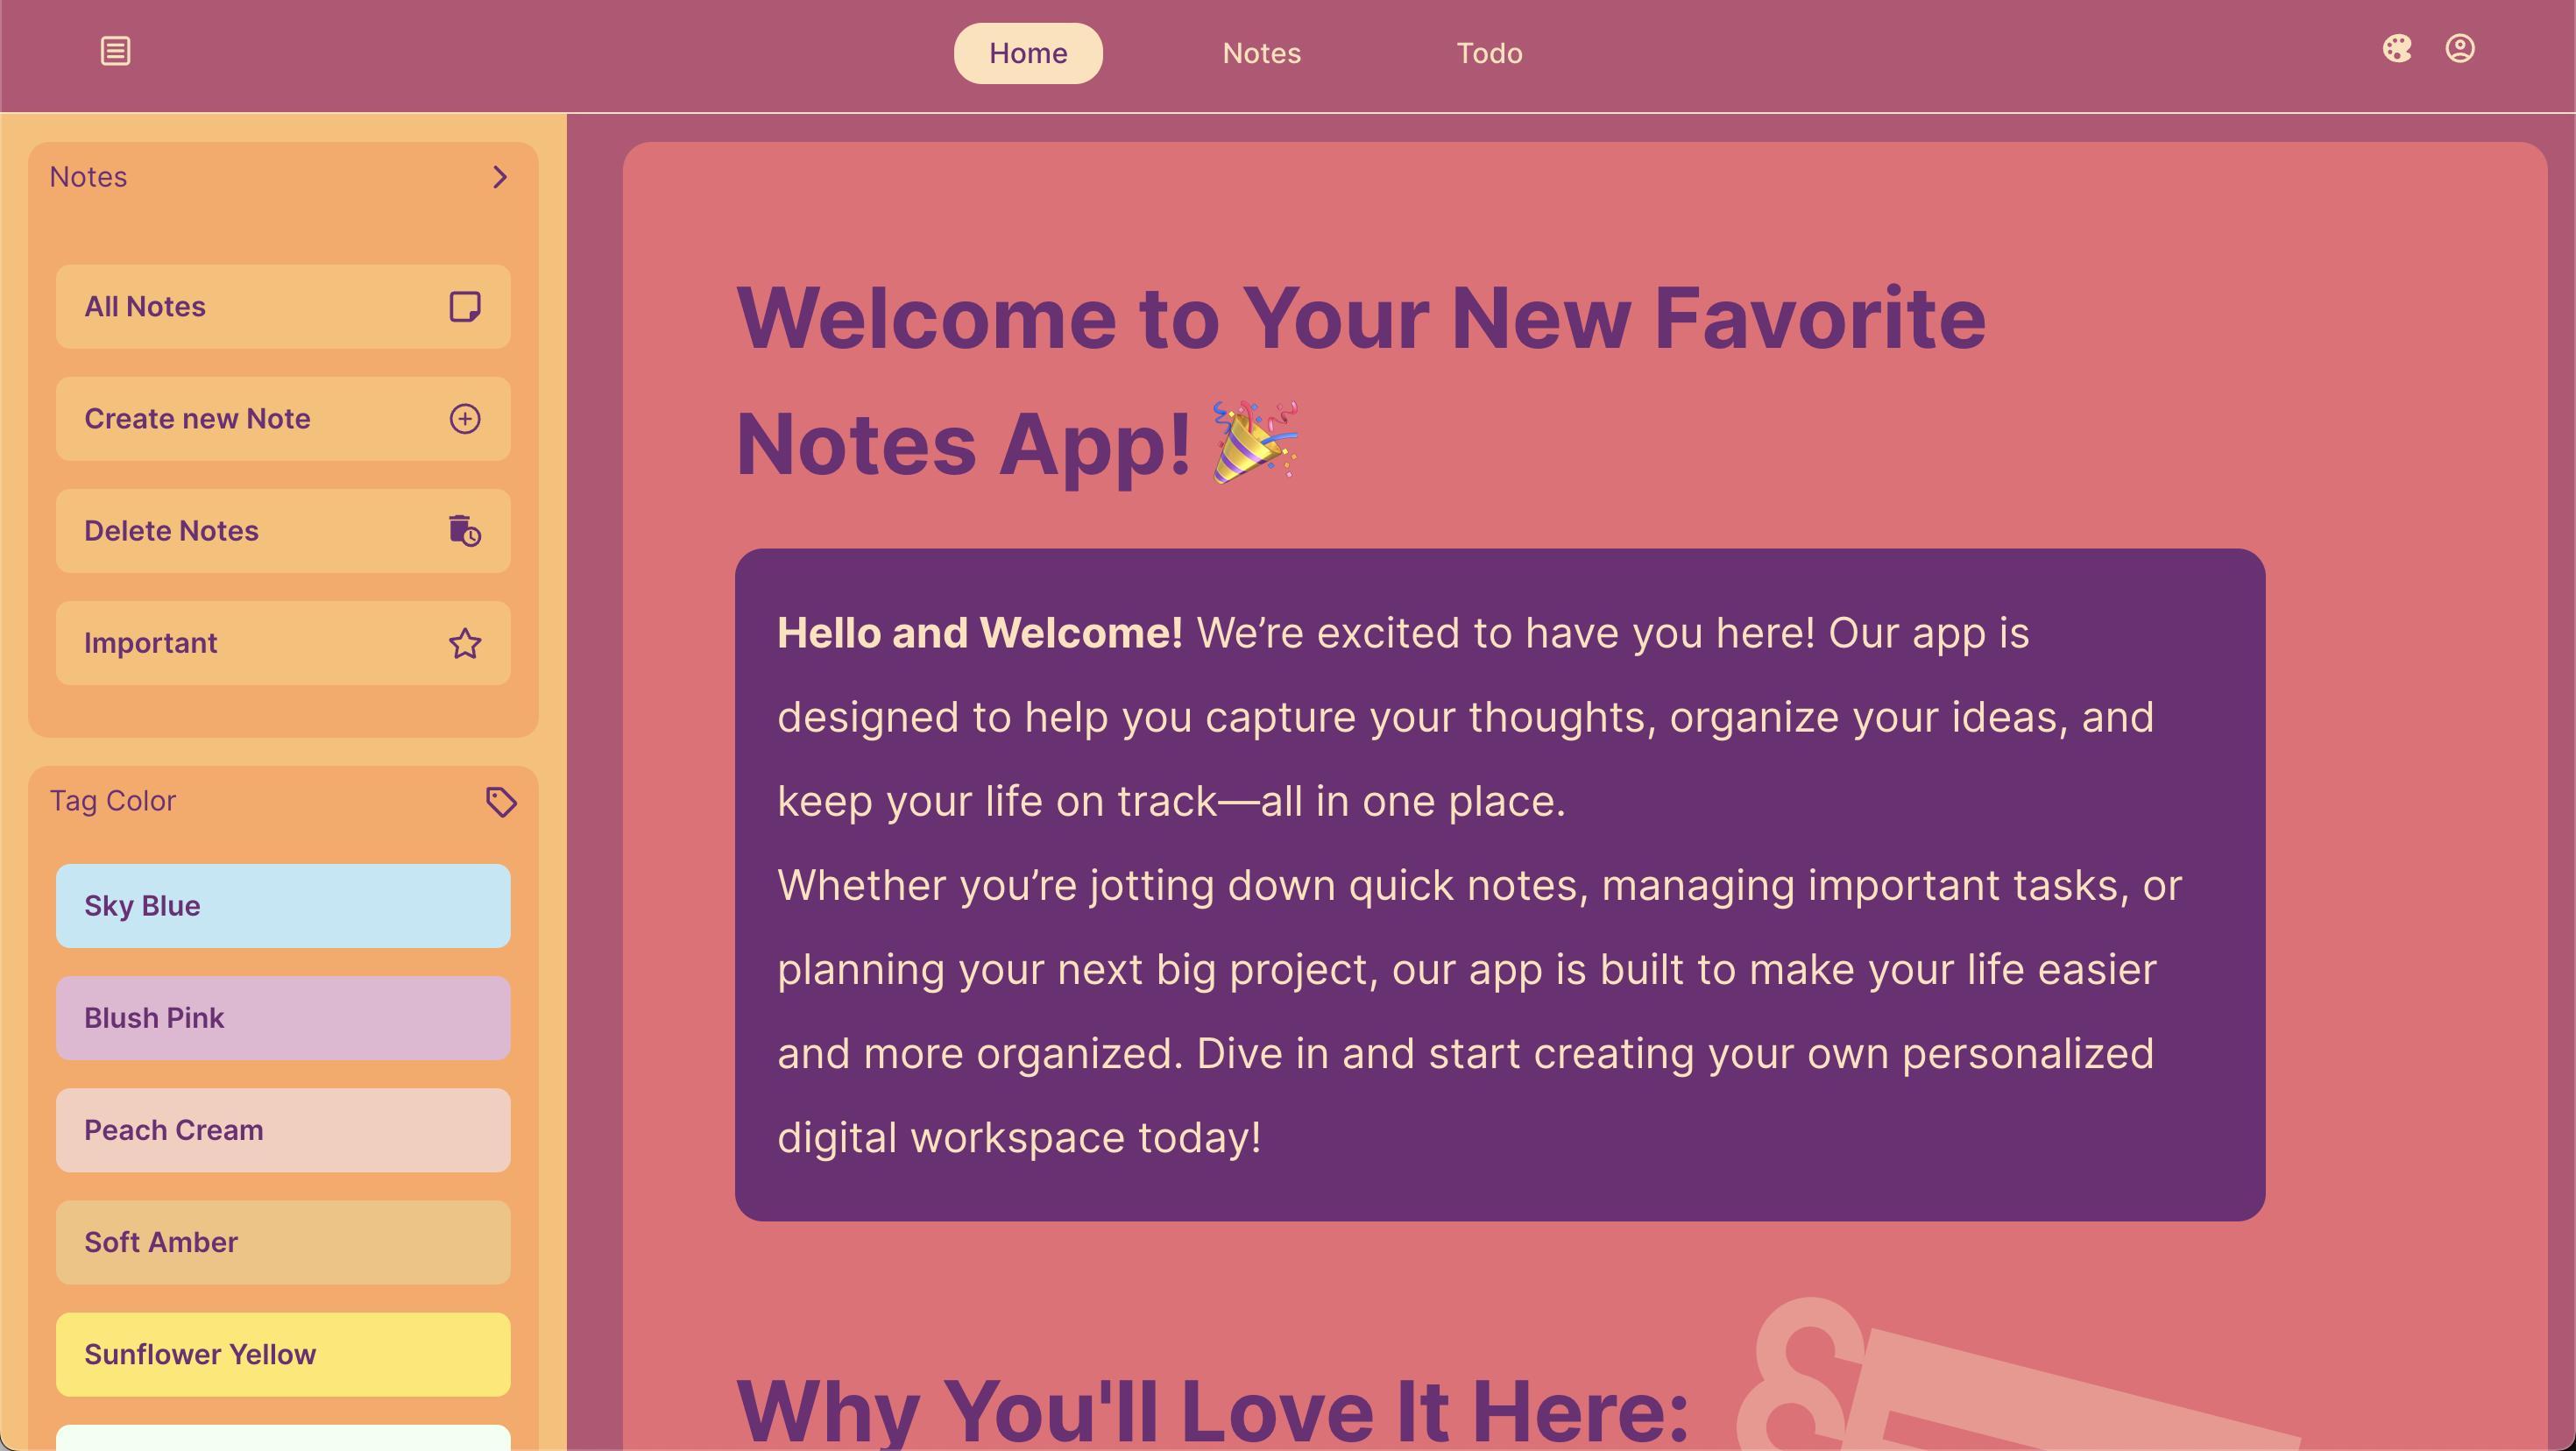 Home
Notes
Todo
Notes
All Notes
Create new Note
Delete Notes
Important
Tag Color
Sky Blue
Blush Pink
Peach Cream
Soft Amber
Sunflower Yellow
Welcome to Your New Favorite
Notes App! 🎉
Hello and Welcome! We’re excited to have you here! Our app is
designed to help you capture your thoughts, organize your ideas, and
keep your life on track—all in one place.
Whether you’re jotting down quick notes, managing important tasks, or
planning your next big project, our app is built to make your life easier
and more organized. Dive in and start creating your own personalized
digital workspace today!
Why You'll Love It Here: